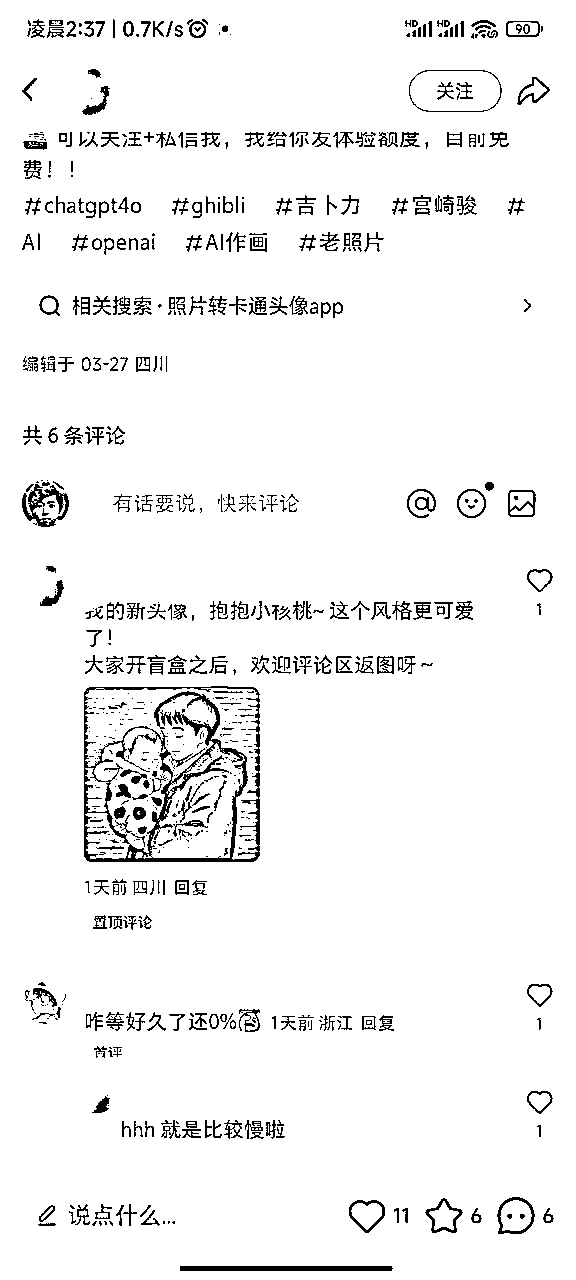 凌晨2:37 | 0.7K/s
HD HD 90
关注
可以关注+私信我，我给你发体验额度，目前免
费！！
#chatgpt4o #ghibli #吉卜力 #宫崎骏 #
AI #openai #AI作画 #老照片
相关搜索·照片转卡通头像app
编辑于 03-27 四川
共 6 条评论
有话要说，快来评论
我的新头像，抱抱小核桃~ 这个风格更可爱
了！
1
大家开盲盒之后，欢迎评论区返图呀~
1天前 四川 回复
置顶评论
咋等好久了还0% 1天前 浙江 回复
1
首评
hhh 就是比较慢啦
1
说点什么... 11 6 6